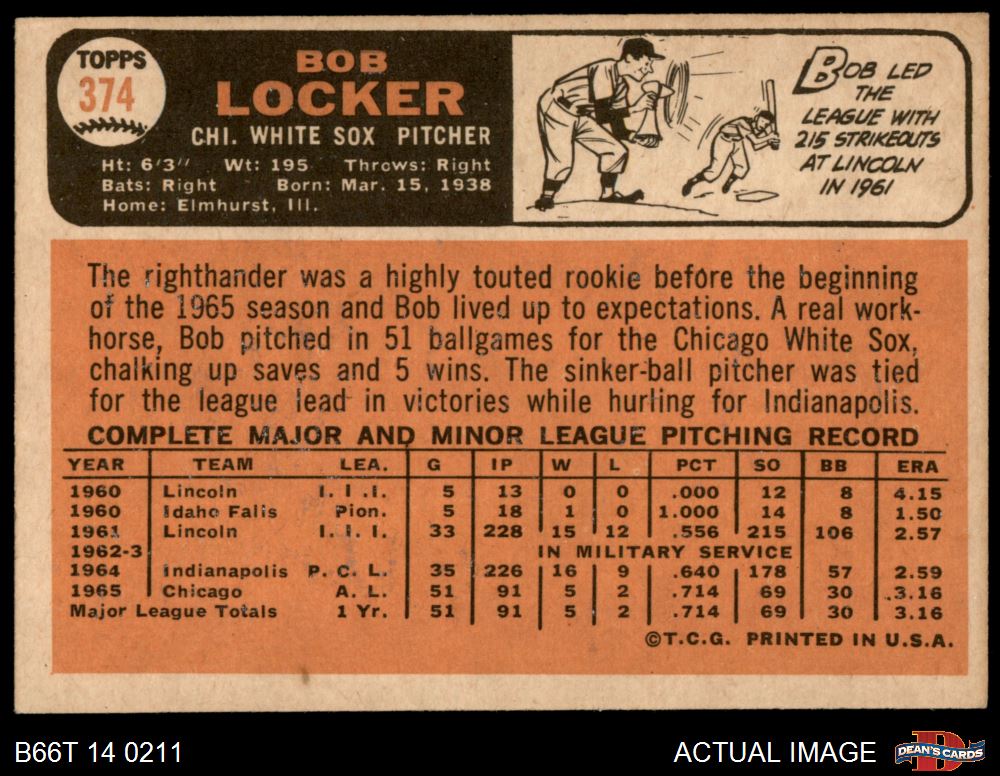 TOPPS
374
BOB
LOCKER
CHI. WHITE SOX PITCHER
Ht: 6'3" Wt: 195 Throws: Right
Bats: Right Born: Mar. 15, 1938
Home: Elmhurst, Ill.
BOB LED
THE
LEAGUE WITH
215 STRIKEOUTS
AT LINCOLN
IN 1961
The righthander was a highly touted rookie before the beginning
of the 1965 season and Bob lived up to expectations. A real work-
horse, Bob pitched in 51 ballgames for the Chicago White Sox,
chalking up saves and 5 wins. The sinker-ball pitcher was tied
for the league lead in victories while hurling for Indianapolis.
COMPLETE MAJOR AND MINOR LEAGUE PITCHING RECORD
YEAR TEAM LEA. G IP W L PCT SO BB ERA
1960 Lincoln I. I. I. 5 13 0 0 .000 12 8 4.15
1960 Idaho Falls Pion. 5 18 1 0 1.000 14 8 1.50
1961 Lincoln I. I. I. 33 228 15 12 .556 215 106 2.57
1962-3 IN MILITARY SERVICE
1964 Indianapolis P. C. L. 35 226 16 9 .640 178 57 2.59
1965 Chicago A. L. 51 91 5 2 .714 69 30 3.16
Major League Totals 1 Yr. 51 91 5 2 .714 69 30 3.16
©T.C.G. PRINTED IN U.S.A.
B66T 14 0211
ACTUAL IMAGE
D
DEAN'S CARDS